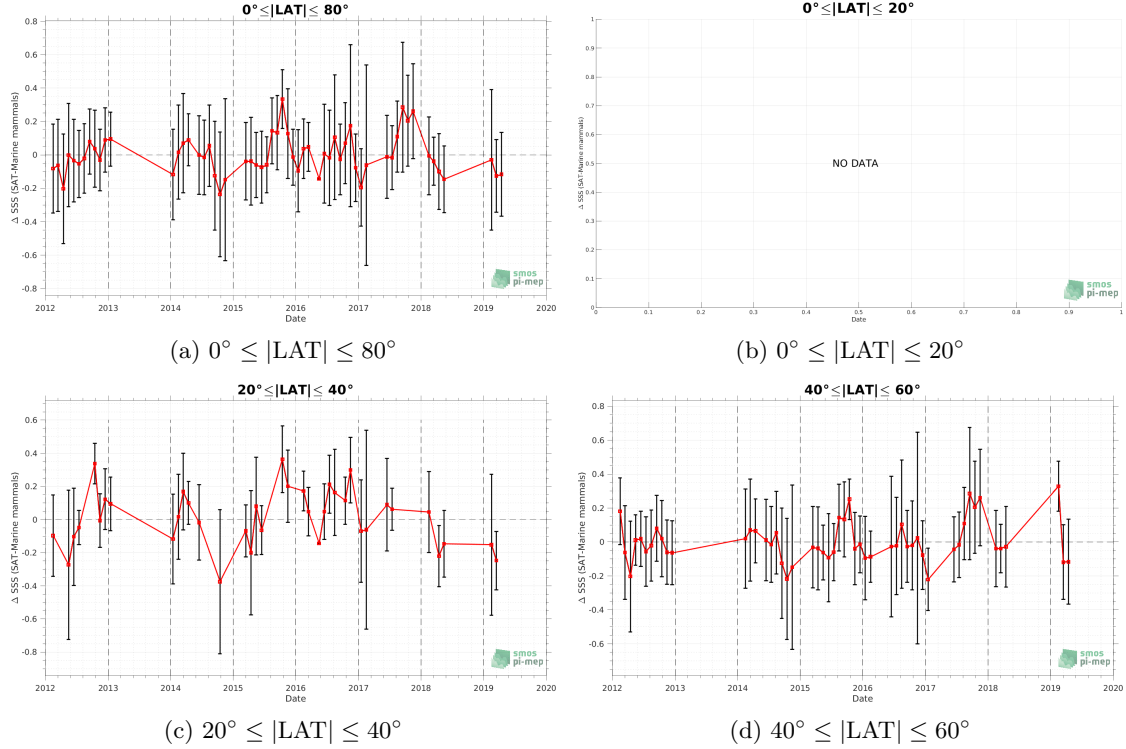 0°≤|LAT|≤ 80°
0.8
0.6
0.4
0.2
0
-0.2
-0.4
-0.6
-0.8
Δ SSS (SAT-Marine mammals)
2012 2013 2014 2015 2016 2017 2018 2019 2020
Date
smos
pi-mep
(a) 0° ≤ |LAT| ≤ 80°
0°≤|LAT|≤ 20°
1
0.9
0.8
0.7
0.6
0.5
0.4
0.3
0.2
0.1
0
Δ SSS (SAT-Marine mammals)
NO DATA
0 0.1 0.2 0.3 0.4 0.5 0.6 0.7 0.8 0.9 1
Date
smos
pi-mep
(b) 0° ≤ |LAT| ≤ 20°
20°≤|LAT|≤ 40°
0.6
0.4
0.2
0
-0.2
-0.4
-0.6
-0.8
Δ SSS (SAT-Marine mammals)
2012 2013 2014 2015 2016 2017 2018 2019 2020
Date
smos
pi-mep
(c) 20° ≤ |LAT| ≤ 40°
40°≤|LAT|≤ 60°
0.8
0.6
0.4
0.2
0
-0.2
-0.4
-0.6
Δ SSS (SAT-Marine mammals)
2012 2013 2014 2015 2016 2017 2018 2019 2020
Date
smos
pi-mep
(d) 40° ≤ |LAT| ≤ 60°